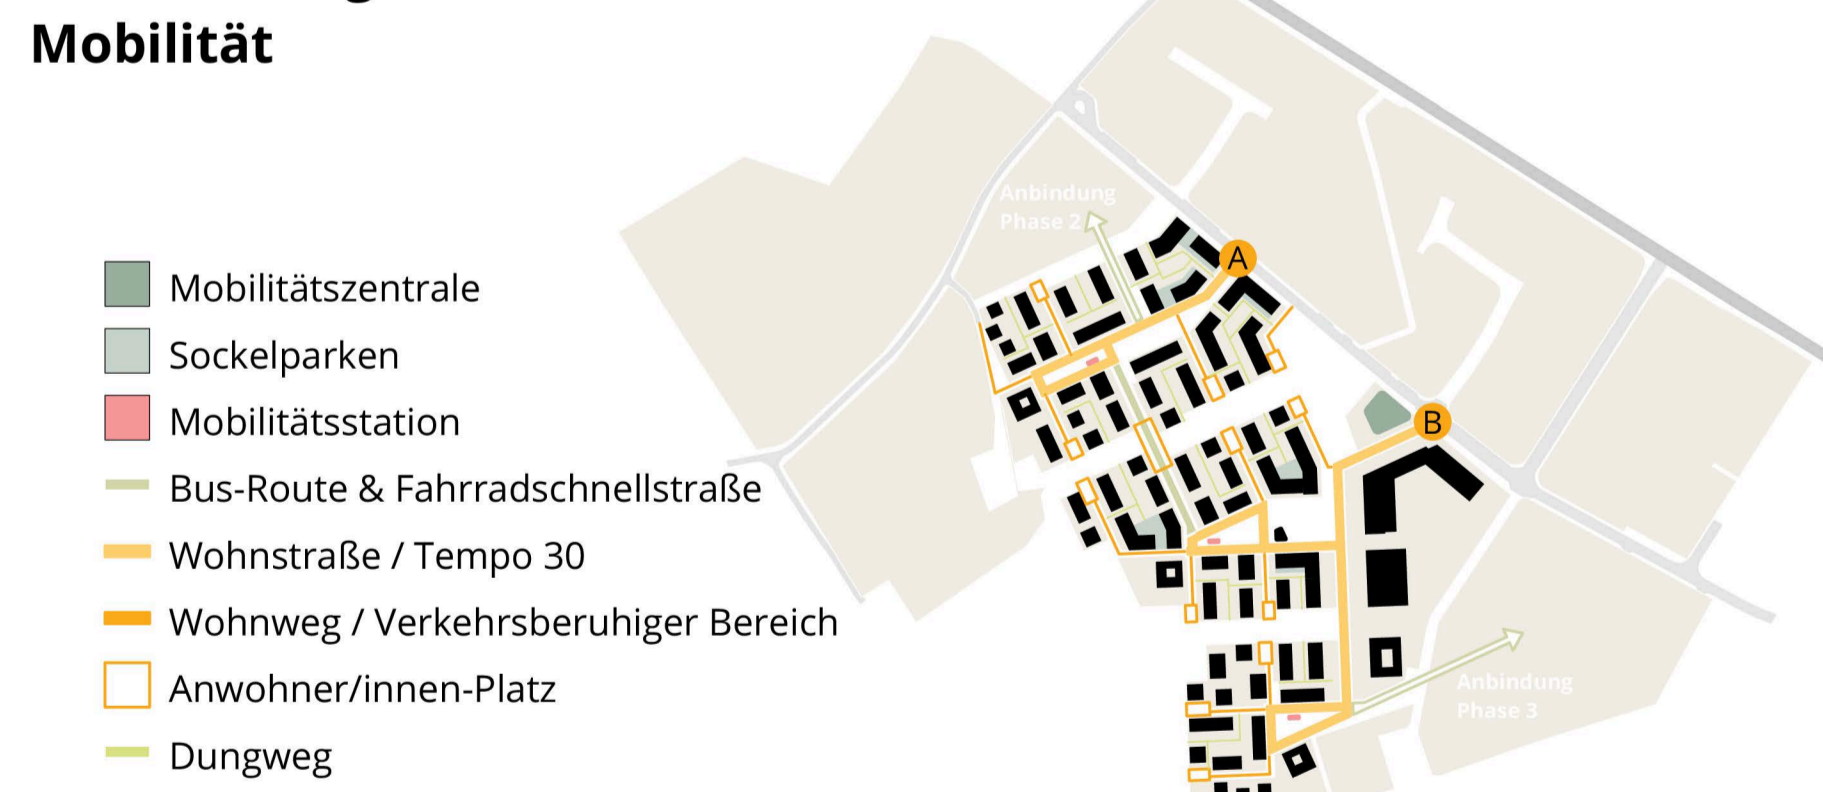 Mobilität
Mobilitätszentrale
Sockelparken
Mobilitätsstation
Bus-Route & Fahrradschnellstraße
Wohnstraße / Tempo 30
Wohnweg / Verkehrsberuhiger Bereich
Anwohner/innen-Platz
Dungweg
Anbindung
Phase 2
A
B
Anbindung
Phase 3